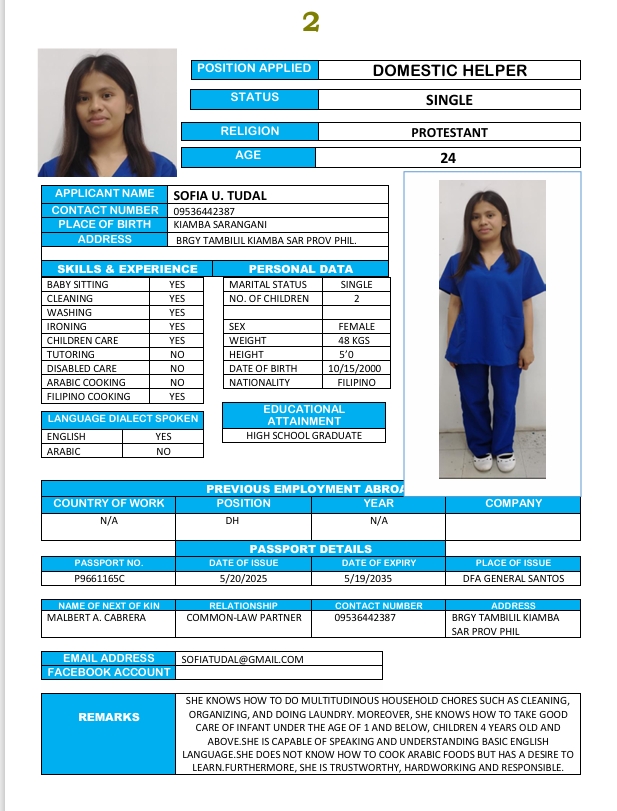 2
POSITION APPLIED DOMESTIC HELPER
STATUS SINGLE
RELIGION PROTESTANT
AGE 24
APPLICANT NAME SOFIA U. TUDAL
CONTACT NUMBER 09536442387
PLACE OF BIRTH KIAMBA SARANGANI
ADDRESS BRGY TAMBILIL KIAMBA SAR PROV PHIL.
SKILLS & EXPERIENCE PERSONAL DATA
BABY SITTING YES MARITAL STATUS SINGLE
CLEANING YES NO. OF CHILDREN 2
WASHING YES
IRONING YES SEX FEMALE
CHILDREN CARE YES WEIGHT 48 KGS
TUTORING NO HEIGHT 5'0
DISABLED CARE NO DATE OF BIRTH 10/15/2000
ARABIC COOKING NO NATIONALITY FILIPINO
FILIPINO COOKING YES
LANGUAGE DIALECT SPOKEN
ENGLISH YES
ARABIC NO
EDUCATIONAL
ATTAINMENT
HIGH SCHOOL GRADUATE
PREVIOUS EMPLOYMENT ABROA
COUNTRY OF WORK POSITION YEAR COMPANY
N/A DH N/A
PASSPORT DETAILS
PASSPORT NO. DATE OF ISSUE DATE OF EXPIRY PLACE OF ISSUE
P9661165C 5/20/2025 5/19/2035 DFA GENERAL SANTOS
NAME OF NEXT OF KIN RELATIONSHIP CONTACT NUMBER ADDRESS
MALBERT A. CABRERA COMMON-LAW PARTNER 09536442387 BRGY TAMBILIL KIAMBA
SAR PROV PHIL
EMAIL ADDRESS SOFIATUDAL@GMAIL.COM
FACEBOOK ACCOUNT
REMARKS
SHE KNOWS HOW TO DO MULTITUDINOUS HOUSEHOLD CHORES SUCH AS CLEANING,
ORGANIZING, AND DOING LAUNDRY. MOREOVER, SHE KNOWS HOW TO TAKE GOOD
CARE OF INFANT UNDER THE AGE OF 1 AND BELOW, CHILDREN 4 YEARS OLD AND
ABOVE.SHE IS CAPABLE OF SPEAKING AND UNDERSTANDING BASIC ENGLISH
LANGUAGE.SHE DOES NOT KNOW HOW TO COOK ARABIC FOODS BUT HAS A DESIRE TO
LEARN.FURTHERMORE, SHE IS TRUSTWORTHY, HARDWORKING AND RESPONSIBLE.